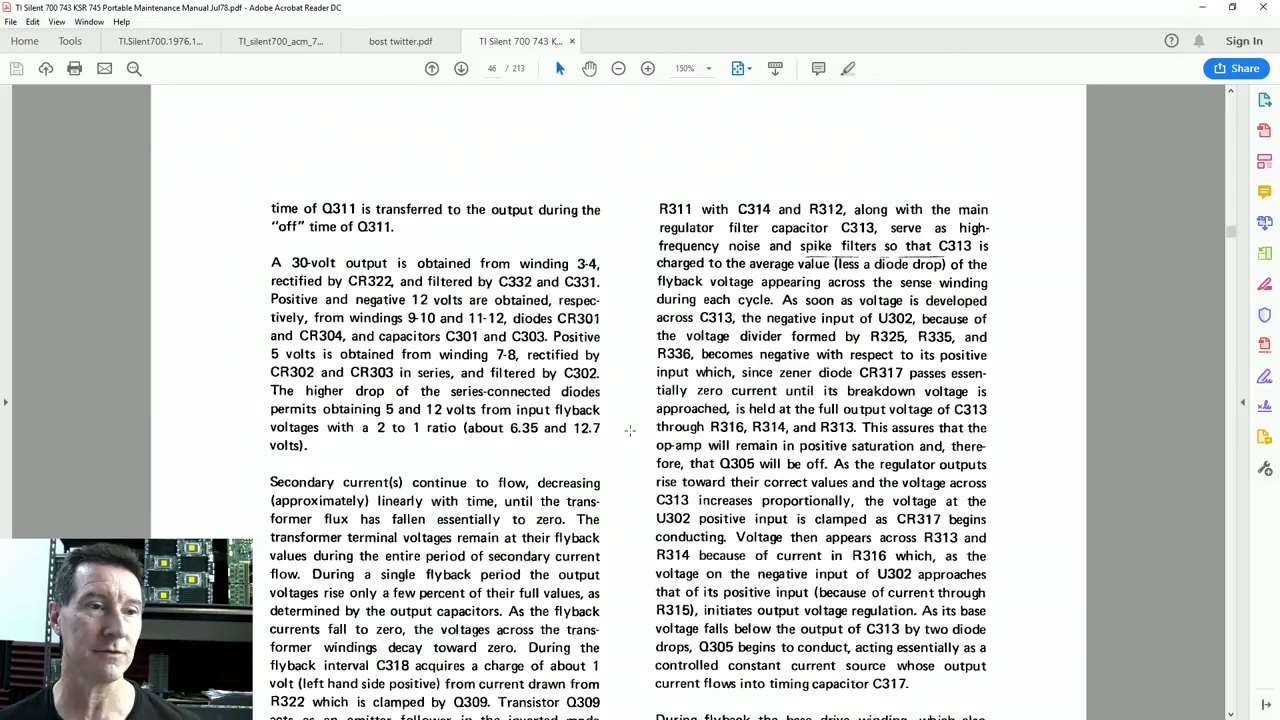 TI Silent 700 743 KSR 745 Portable Maintenance Manual Jul78.pdf - Adobe Acrobat Reader DC
File Edit View Window Help
Home Tools TI.Silent700.1976.1... TI_silent700_acm_7... bost twitter.pdf TI Silent 700 743 K... Sign In
46 / 213 150% Share
time of Q311 is transferred to the output during the
"off" time of Q311.
A 30-volt output is obtained from winding 3-4,
rectified by CR322, and filtered by C332 and C331.
Positive and negative 12 volts are obtained, respec-
tively, from windings 9-10 and 11-12, diodes CR301
and CR304, and capacitors C301 and C303. Positive
5 volts is obtained from winding 7-8, rectified by
CR302 and CR303 in series, and filtered by C302.
The higher drop of the series-connected diodes
permits obtaining 5 and 12 volts from input flyback
voltages with a 2 to 1 ratio (about 6.35 and 12.7
volts).
Secondary current(s) continue to flow, decreasing
(approximately) linearly with time, until the trans-
former flux has fallen essentially to zero. The
transformer terminal voltages remain at their flyback
values during the entire period of secondary current
flow. During a single flyback period the output
voltages rise only a few percent of their full values, as
determined by the output capacitors. As the flyback
currents fall to zero, the voltages across the trans-
former windings decay toward zero. During the
flyback interval C318 acquires a charge of about 1
volt (left hand side positive) from current drawn from
R322 which is clamped by Q309. Transistor Q309
acts as an emitter follower in the inverted mode
R311 with C314 and R312, along with the main
regulator filter capacitor C313, serve as high-
frequency noise and spike filters so that C313 is
charged to the average value (less a diode drop) of the
flyback voltage appearing across the sense winding
during each cycle. As soon as voltage is developed
across C313, the negative input of U302, because of
the voltage divider formed by R325, R335, and
R336, becomes negative with respect to its positive
input which, since zener diode CR317 passes essen-
tially zero current until its breakdown voltage is
approached, is held at the full output voltage of C313
through R316, R314, and R313. This assures that the
op-amp will remain in positive saturation and, there-
fore, that Q305 will be off. As the regulator outputs
rise toward their correct values and the voltage across
C313 increases proportionally, the voltage at the
U302 positive input is clamped as CR317 begins
conducting. Voltage then appears across R313 and
R314 because of current in R316 which, as the
voltage on the negative input of U302 approaches
that of its positive input (because of current through
R315), initiates output voltage regulation. As its base
voltage falls below the output of C313 by two diode
drops, Q305 begins to conduct, acting essentially as a
controlled constant current source whose output
current flows into timing capacitor C317.
During flyback the base drive winding, which also